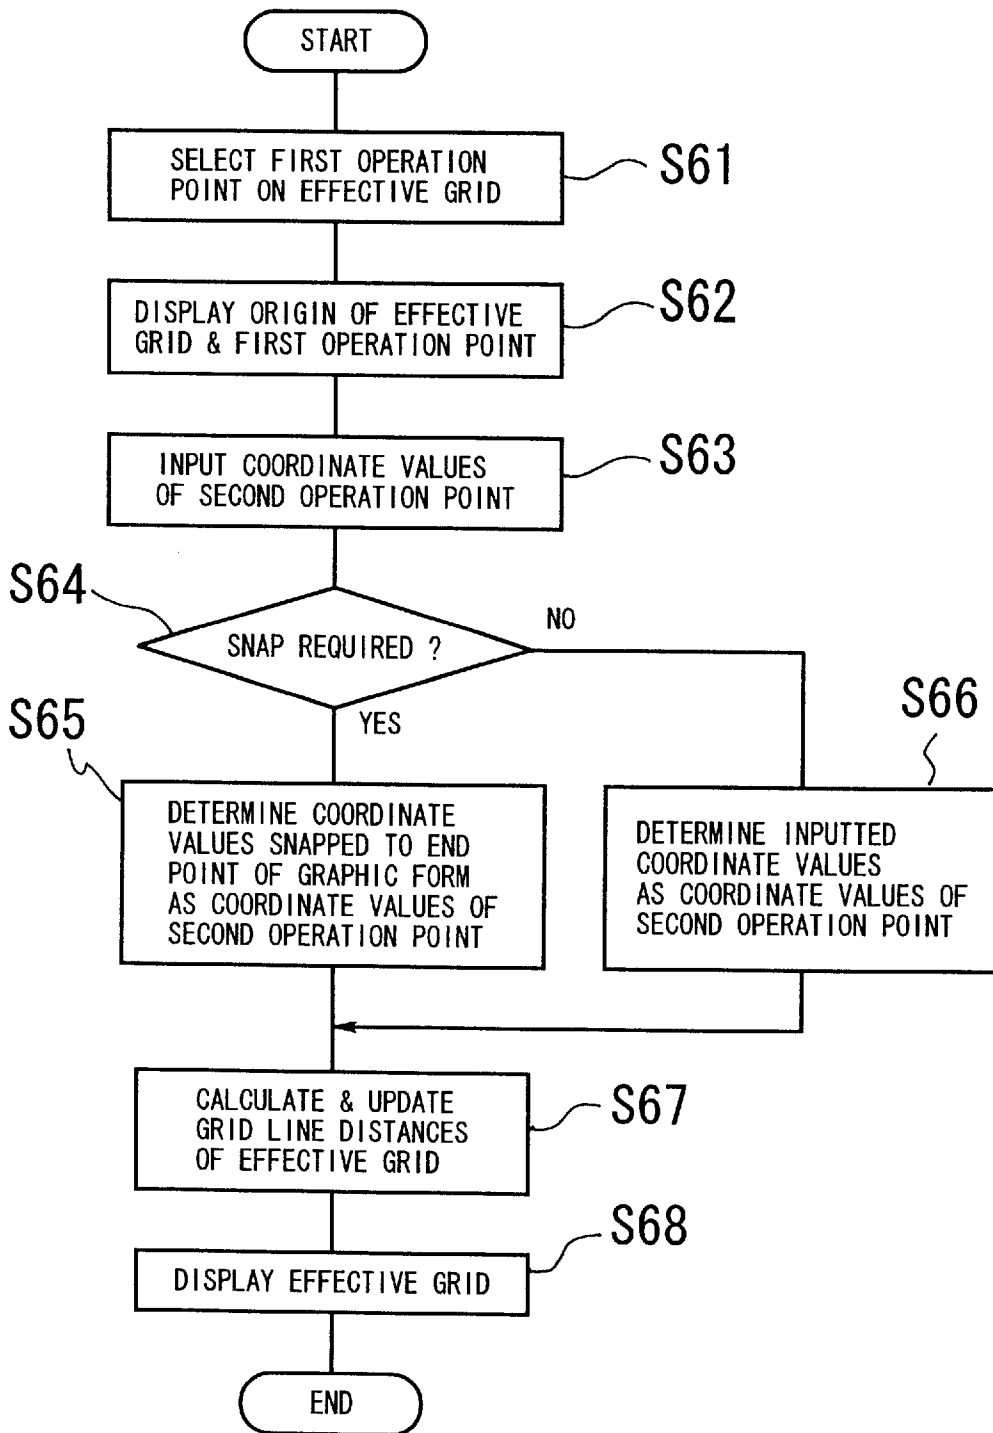 START
SELECT FIRST OPERATION
POINT ON EFFECTIVE GRID
S61
DISPLAY ORIGIN OF EFFECTIVE
GRID & FIRST OPERATION POINT
S62
INPUT COORDINATE VALUES
OF SECOND OPERATION POINT
S63
S64
SNAP REQUIRED ?
NO
YES
S65
DETERMINE COORDINATE
VALUES SNAPPED TO END
POINT OF GRAPHIC FORM
AS COORDINATE VALUES OF
SECOND OPERATION POINT
S66
DETERMINE INPUTTED
COORDINATE VALUES
AS COORDINATE VALUES OF
SECOND OPERATION POINT
CALCULATE & UPDATE
GRID LINE DISTANCES
OF EFFECTIVE GRID
S67
S68
DISPLAY EFFECTIVE GRID
END